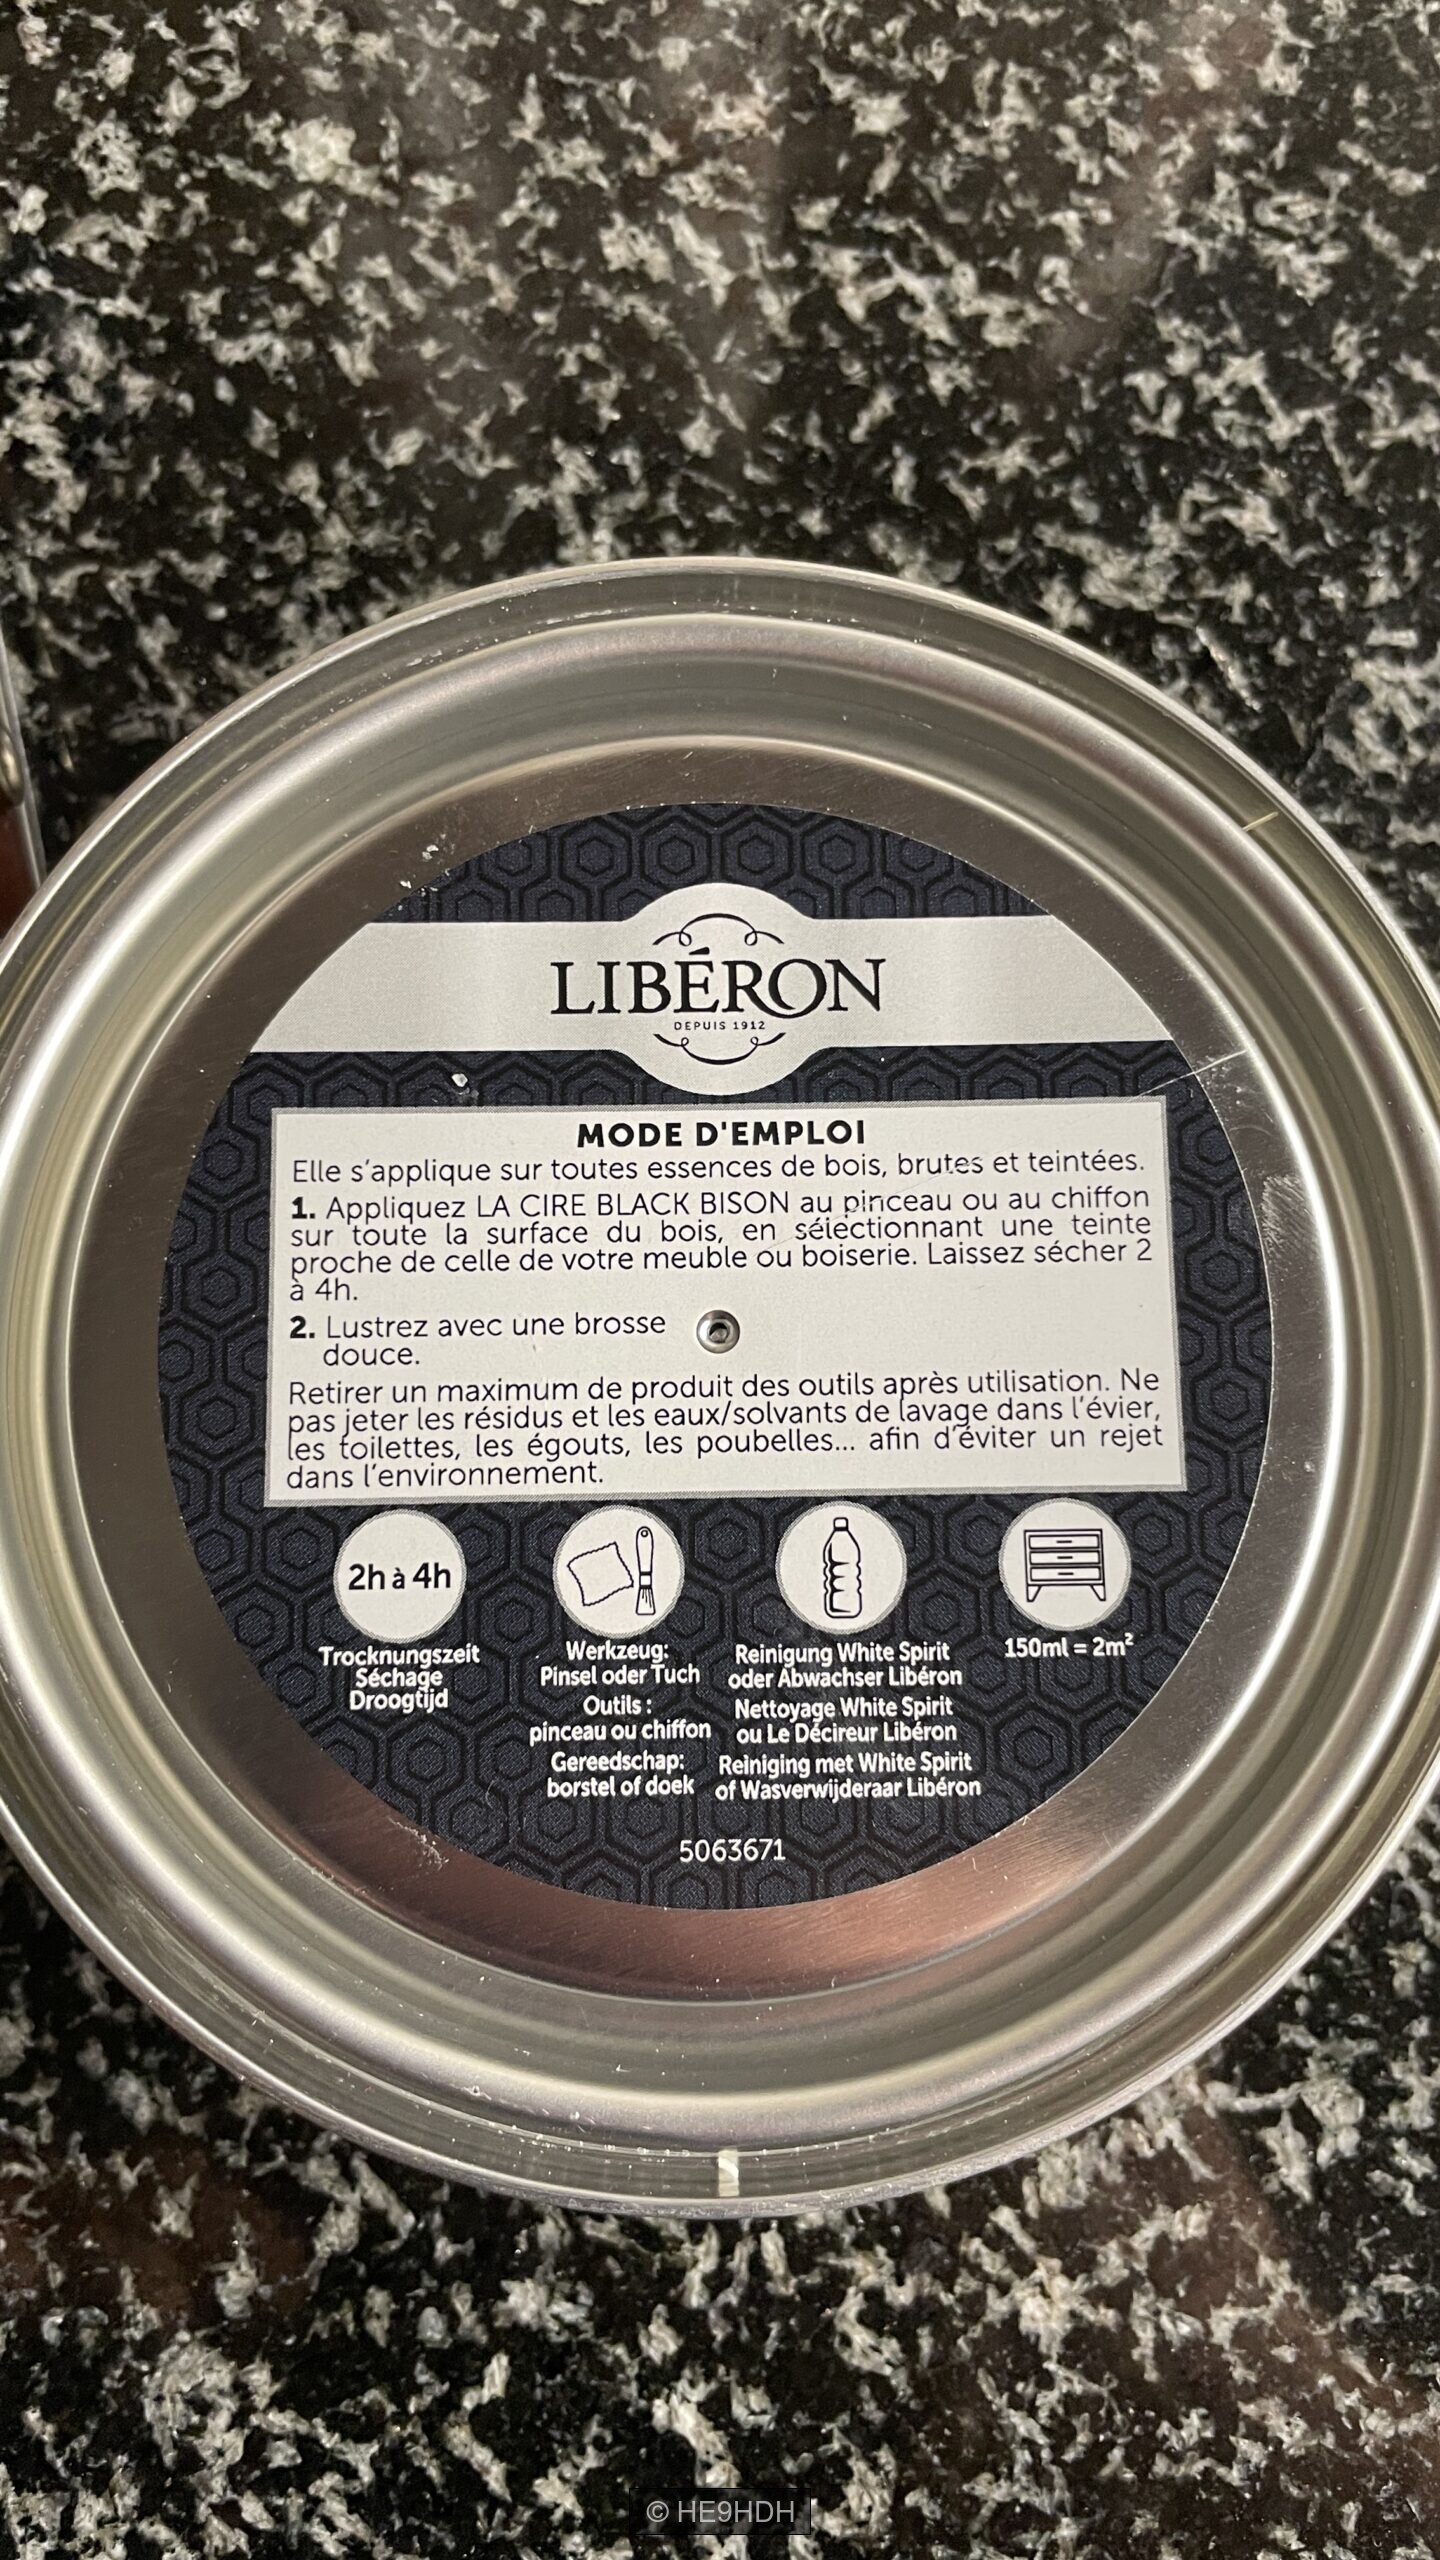 LIBÉRON
DEPUIS 1912
MODE D'EMPLOI
Elle s'applique sur toutes essences de bois, brutes et teintées.
1. Appliquez LA CIRE BLACK BISON au pinceau ou au chiffon
sur toute la surface du bois, en sélectionnant une teinte
proche de celle de votre meuble ou boiserie. Laissez sécher 2
à 4h.
2. Lustrez avec une brosse
douce.
Retirer un maximum de produit des outils après utilisation. Ne
pas jeter les résidus et les eaux/solvants de lavage dans l'évier,
les toilettes, les égouts, les poubelles... afin d'éviter un rejet
dans l'environnement.
2h à 4h
Trocknungszeit
Séchage
Droogtijd
Werkzeug:
Pinsel oder Tuch
Outils :
pinceau ou chiffon
Gereedschap:
borstel of doek
Reinigung White Spirit
oder Abwachser Libéron
Nettoyage White Spirit
ou Le Décireur Libéron
Reiniging met White Spirit
of Wasverwijderaar Libéron
150ml = 2m²
5063671
© HE9HDH